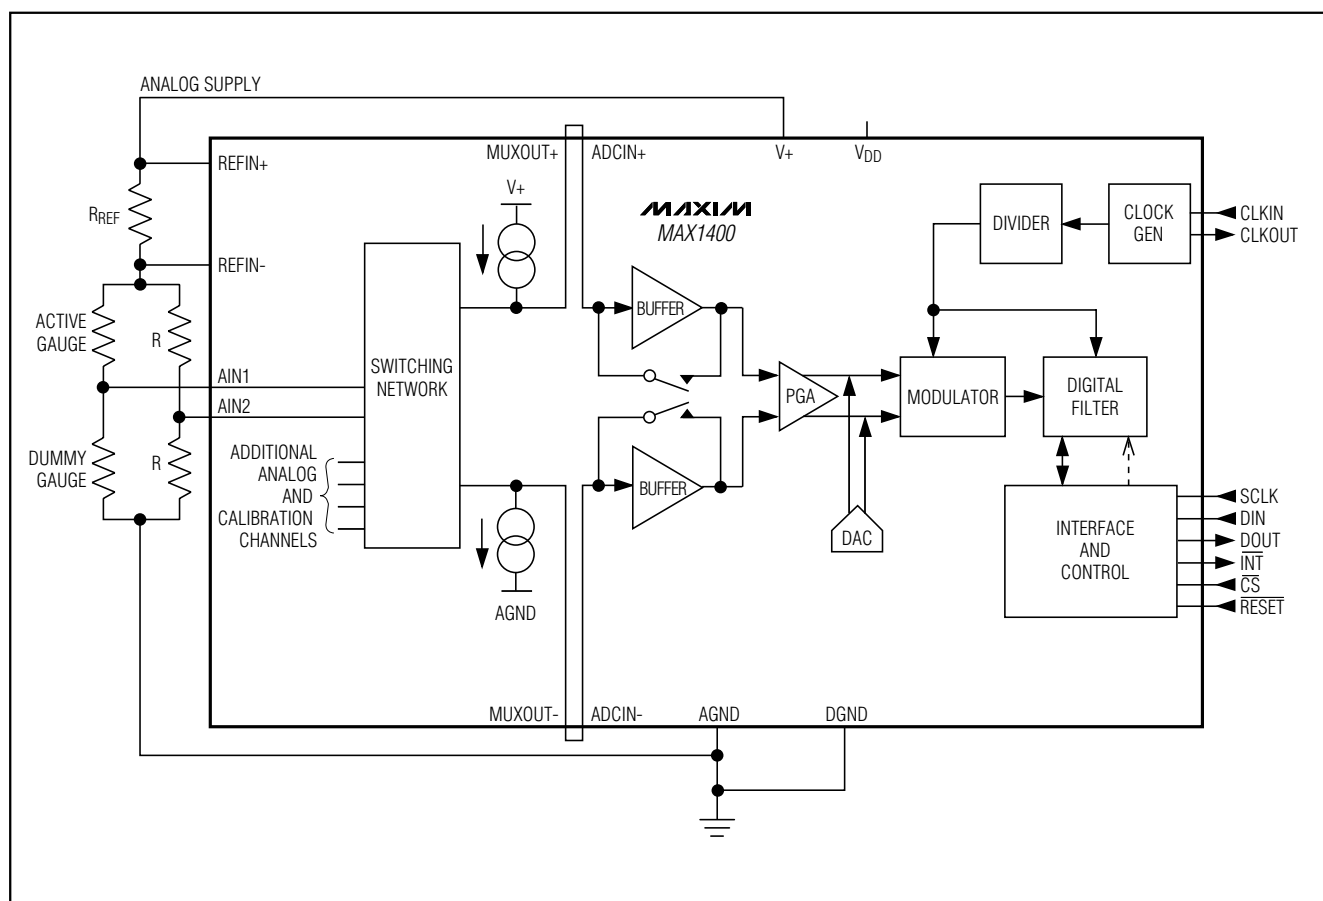 ANALOG SUPPLY
REFIN+
MUXOUT+
ADCIN+
V+
VDD
RREF
REFIN-
V+
MAXIM
MAX1400
DIVIDER
CLOCK
GEN
CLKIN
CLKOUT
ACTIVE
GAUGE
R
BUFFER
SWITCHING
NETWORK
AIN1
AIN2
PGA
MODULATOR
DIGITAL
FILTER
DUMMY
GAUGE
R
ADDITIONAL
ANALOG
AND
CALIBRATION
CHANNELS
BUFFER
DAC
INTERFACE
AND
CONTROL
SCLK
DIN
DOUT
INT
CS
RESET
AGND
MUXOUT-
ADCIN-
AGND
DGND